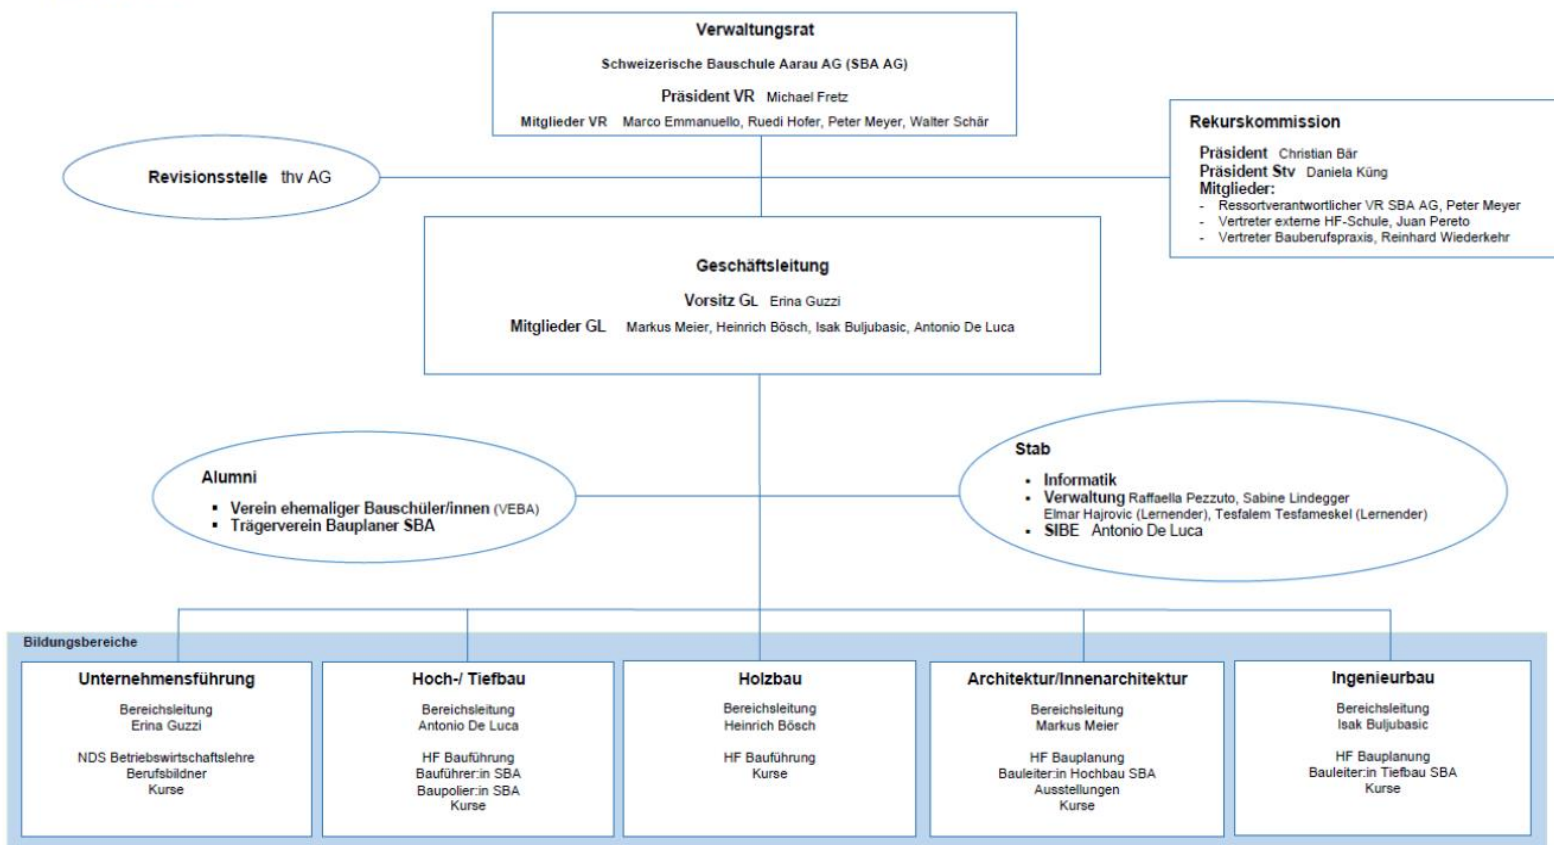 Verwaltungsrat
Schweizerische Bauschule Aarau AG (SBA AG)
Präsident VR Michael Fretz
Mitglieder VR Marco Emmanuello, Ruedi Hofer, Peter Meyer, Walter Schär
Rekurskommission
Präsident Christian Bär
Präsident Stv Daniela Küng
Mitglieder:
- Ressortverantwortlicher VR SBA AG, Peter Meyer
- Vertreter externe HF-Schule, Juan Pereto
- Vertreter Bauberufspraxis, Reinhard Wiederkehr
Revisionsstelle thv AG
Geschäftsleitung
Vorsitz GL Erina Guzzi
Mitglieder GL Markus Meier, Heinrich Bösch, Isak Buljubasic, Antonio De Luca
Alumni
▪ Verein ehemaliger Bauschüler/innen (VEBA)
▪ Trägerverein Bauplaner SBA
Stab
• Informatik
• Verwaltung Raffaella Pezzuto, Sabine Lindegger
Elmar Hajrovic (Lernender), Tesfalem Tesfameskel (Lernender)
• SIBE Antonio De Luca
Bildungsbereiche
Unternehmensführung
Bereichsleitung
Erina Guzzi
NDS Betriebswirtschaftslehre
Berufsbildner
Kurse
Hoch-/ Tiefbau
Bereichsleitung
Antonio De Luca
HF Bauführung
Bauführer:in SBA
Baupolier:in SBA
Kurse
Holzbau
Bereichsleitung
Heinrich Bösch
HF Bauführung
Kurse
Architektur/Innenarchitektur
Bereichsleitung
Markus Meier
HF Bauplanung
Bauleiter:in Hochbau SBA
Ausstellungen
Kurse
Ingenieurbau
Bereichsleitung
Isak Buljubasic
HF Bauplanung
Bauleiter:in Tiefbau SBA
Kurse